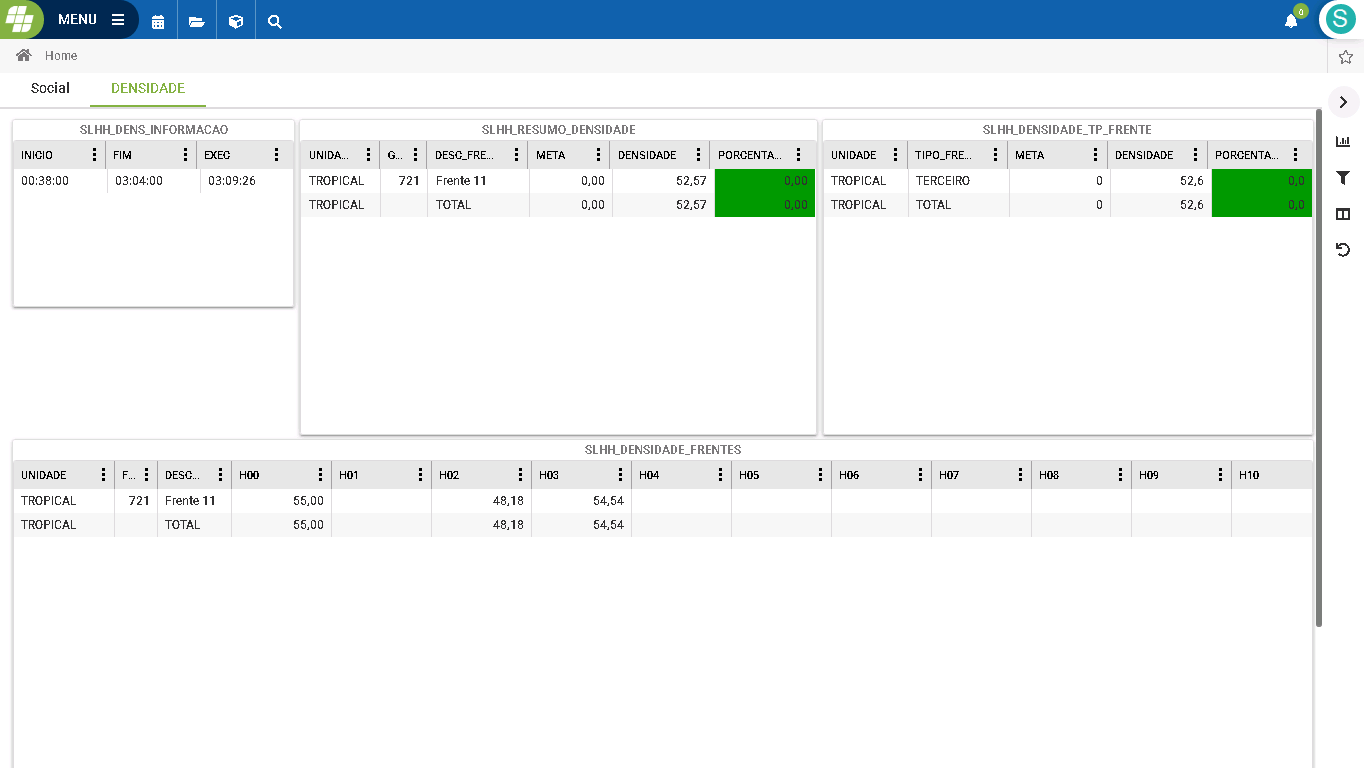 MENU
0
S
Home
Social DENSIDADE
SLHH_DENS_INFORMACAO
INICIO FIM EXEC
00:38:00 03:04:00 03:09:26
SLHH_RESUMO_DENSIDADE
UNIDA... G... DESC_FRE... META DENSIDADE PORCENTA...
TROPICAL 721 Frente 11 0,00 52,57 0,00
TROPICAL TOTAL 0,00 52,57 0,00
SLHH_DENSIDADE_TP_FRENTE
UNIDADE TIPO_FRE... META DENSIDADE PORCENTA...
TROPICAL TERCEIRO 0 52,6 0,0
TROPICAL TOTAL 0 52,6 0,0
SLHH_DENSIDADE_FRENTES
UNIDADE F... DESC... H00 H01 H02 H03 H04 H05 H06 H07 H08 H09 H10
TROPICAL 721 Frente 11 55,00 48,18 54,54
TROPICAL TOTAL 55,00 48,18 54,54